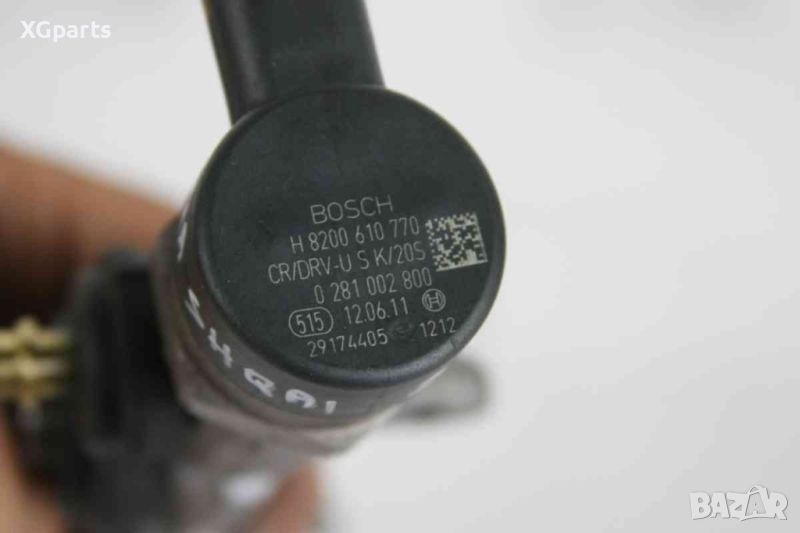 XGparts
BOSCH
H 8200 610 770
CR/DRV-U S K/20S
0 281 002 800
515 12.06.11
29174405 1212
BAZAR